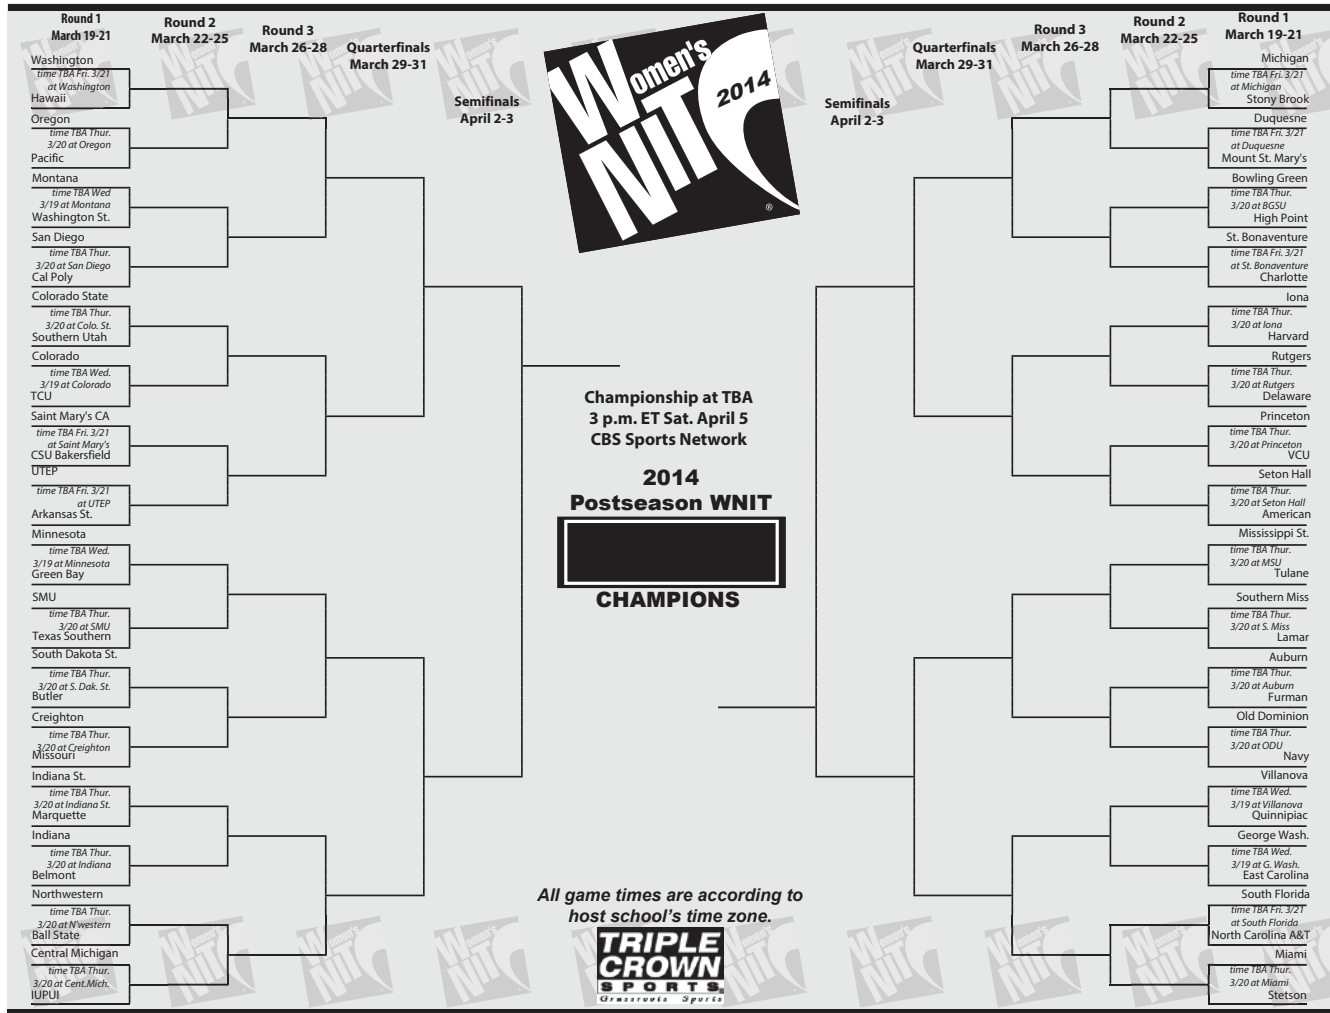 Round 1
March 19-21
Round 2
March 22-25
Round 3
March 26-28
Quarterfinals
March 29-31
Semifinals
April 2-3
Women's
NIT
2014
®
Semifinals
April 2-3
Quarterfinals
March 29-31
Round 3
March 26-28
Round 2
March 22-25
Round 1
March 19-21
Washington
time TBA Fri. 3/21
at Washington
Hawaii
Oregon
time TBA Thur.
3/20 at Oregon
Pacific
Montana
time TBA Wed
3/19 at Montana
Washington St.
San Diego
time TBA Thur.
3/20 at San Diego
Cal Poly
Colorado State
time TBA Thur.
3/20 at Colo. St.
Southern Utah
Colorado
time TBA Wed.
3/19 at Colorado
TCU
Saint Mary's CA
time TBA Fri. 3/21
at Saint Mary's
CSU Bakersfield
UTEP
time TBA Fri. 3/21
at UTEP
Arkansas St.
Minnesota
time TBA Wed.
3/19 at Minnesota
Green Bay
SMU
time TBA Thur.
3/20 at SMU
Texas Southern
South Dakota St.
time TBA Thur.
3/20 at S. Dak. St.
Butler
Creighton
time TBA Thur.
3/20 at Creighton
Missouri
Indiana St.
time TBA Thur.
3/20 at Indiana St.
Marquette
Indiana
time TBA Thur.
3/20 at Indiana
Belmont
Northwestern
time TBA Thur.
3/20 at N'western
Ball State
Central Michigan
time TBA Thur.
3/20 at Cent.Mich.
IUPUI
Championship at TBA
3 p.m. ET Sat. April 5
CBS Sports Network
2014
Postseason WNIT
CHAMPIONS
All game times are according to
host school's time zone.
TRIPLE
CROWN
SPORTS
Grassroots Sports
Michigan
time TBA Fri. 3/21
at Michigan
Stony Brook
Duquesne
time TBA Fri. 3/21
at Duquesne
Mount St. Mary's
Bowling Green
time TBA Thur.
3/20 at BGSU
High Point
St. Bonaventure
time TBA Fri. 3/21
at St. Bonaventure
Charlotte
Iona
time TBA Thur.
3/20 at Iona
Harvard
Rutgers
time TBA Thur.
3/20 at Rutgers
Delaware
Princeton
time TBA Thur.
3/20 at Princeton
VCU
Seton Hall
time TBA Thur.
3/20 at Seton Hall
American
Mississippi St.
time TBA Thur.
3/20 at MSU
Tulane
Southern Miss
time TBA Thur.
3/20 at S. Miss
Lamar
Auburn
time TBA Thur.
3/20 at Auburn
Furman
Old Dominion
time TBA Thur.
3/20 at ODU
Navy
Villanova
time TBA Wed.
3/19 at Villanova
Quinnipiac
George Wash.
time TBA Wed.
3/19 at G. Wash.
East Carolina
South Florida
time TBA Fri. 3/21
at South Florida
North Carolina A&T
Miami
time TBA Thur.
3/20 at Miami
Stetson